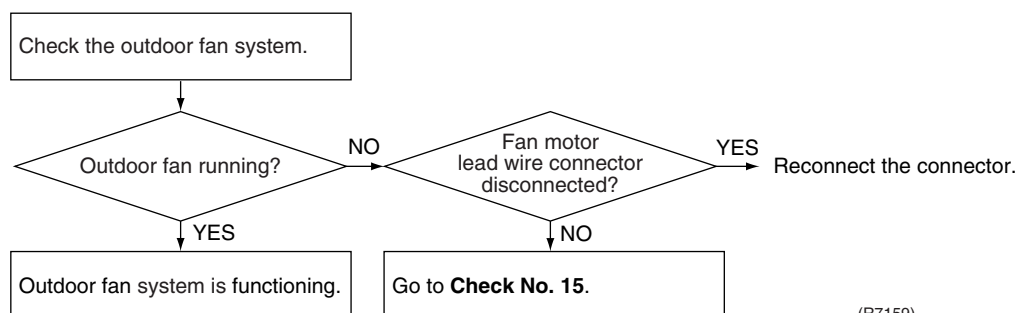 Check the outdoor fan system.
Outdoor fan running?
NO
Fan motor
lead wire connector
disconnected?
YES
Reconnect the connector.
YES
Outdoor fan system is functioning.
NO
Go to Check No. 15.
(R7159)